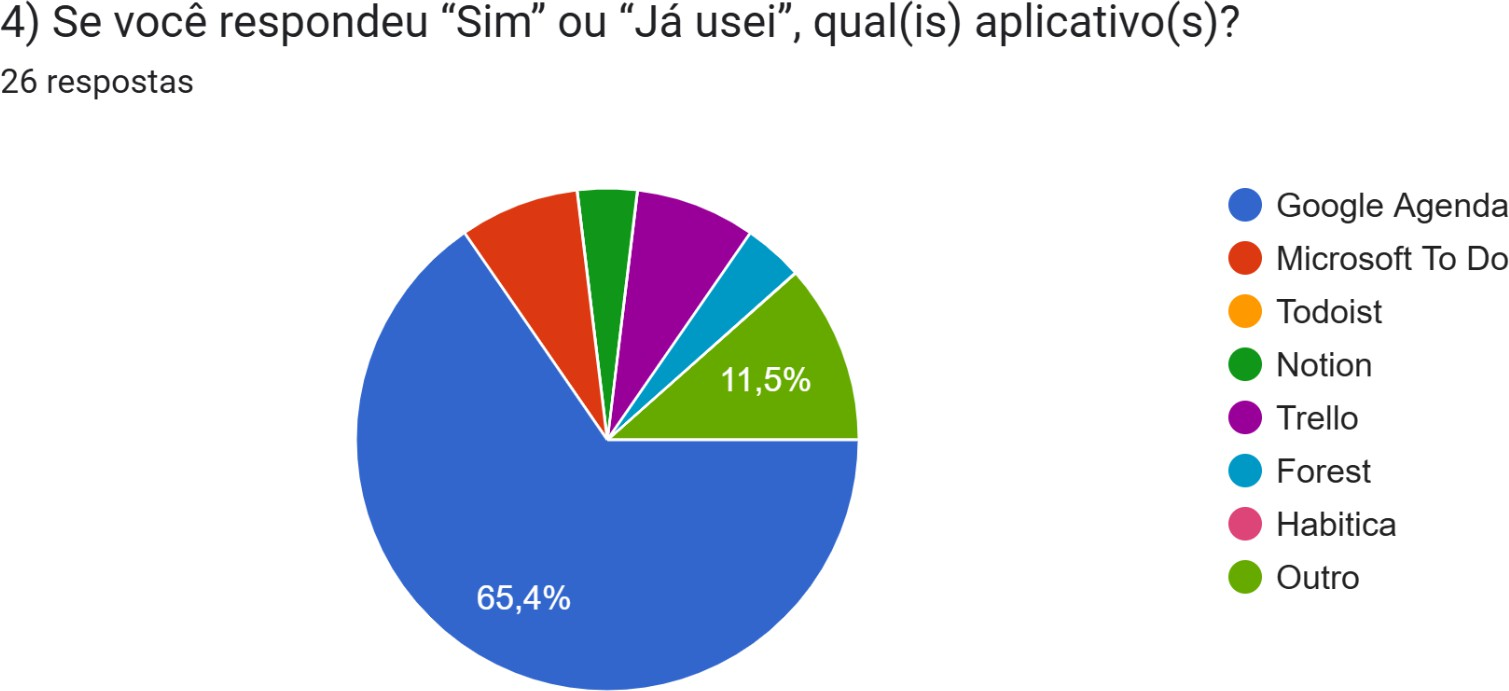 4) Se você respondeu “Sim” ou “Já usei”, qual(is) aplicativo(s)?
26 respostas
Google Agenda
Microsoft To Do
Todoist
Notion
Trello
Forest
Habitica
Outro
11,5%
65,4%